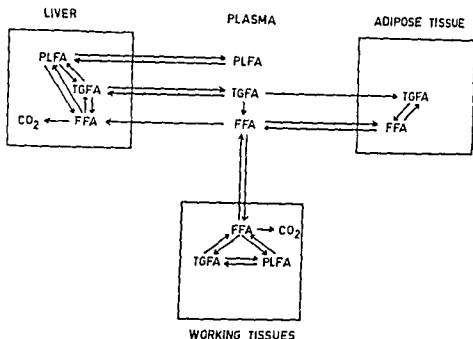 LIVER PLASMA ADIPOSE TISSUE
PLFA PLFA
TGFA TGFA TGFA
CO2 FFA FFA FFA
FFA CO2
TGFA PLFA
WORKING TISSUES